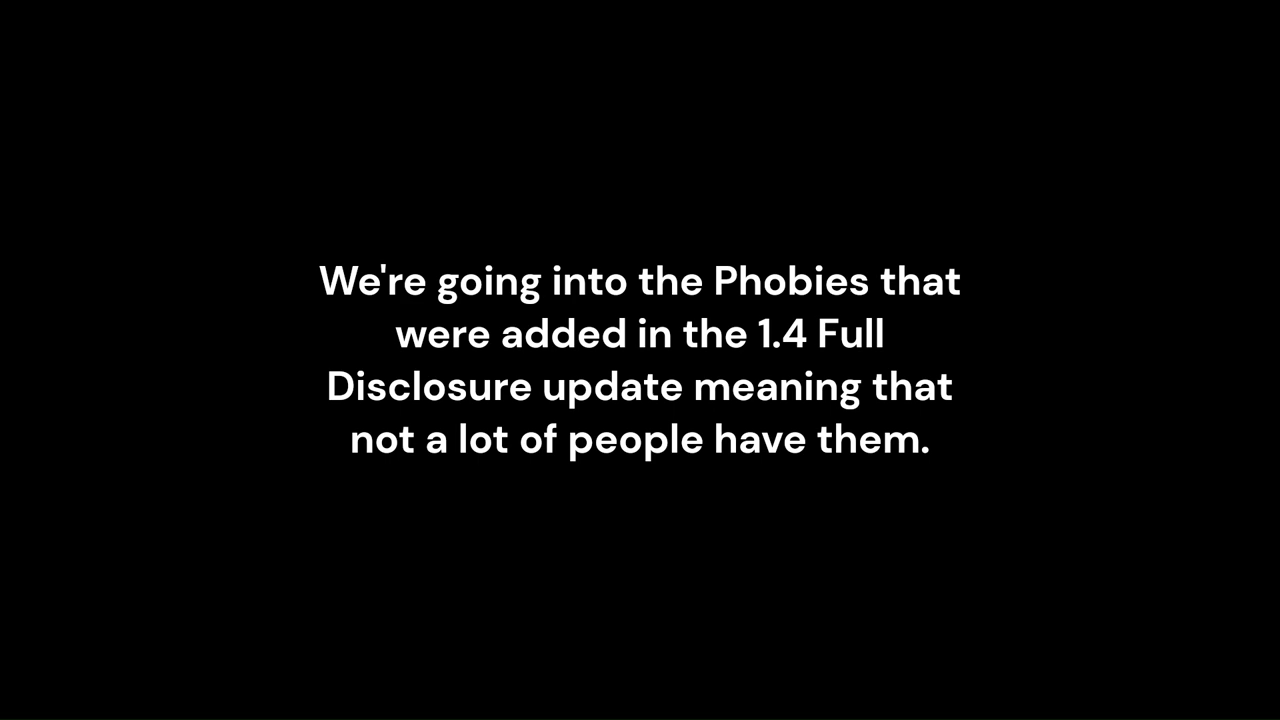 We're going into the Phobies that
were added in the 1.4 Full
Disclosure update meaning that
not a lot of people have them.